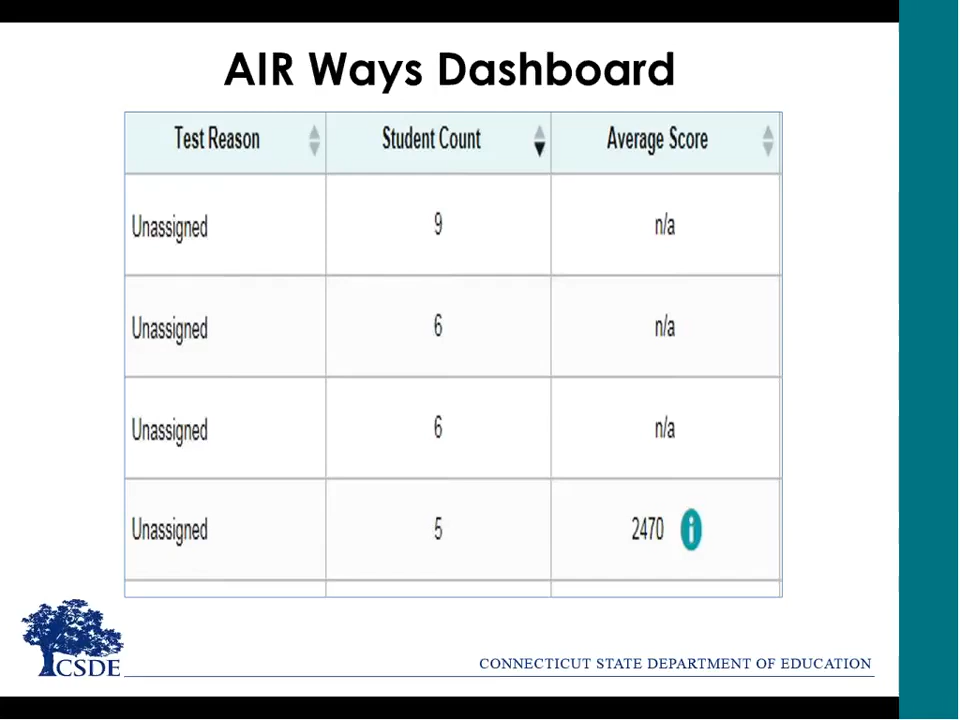 AIR Ways Dashboard
Test Reason Student Count Average Score
Unassigned 9 n/a
Unassigned 6 n/a
Unassigned 6 n/a
Unassigned 5 2470 i
CSDE
CONNECTICUT STATE DEPARTMENT OF EDUCATION